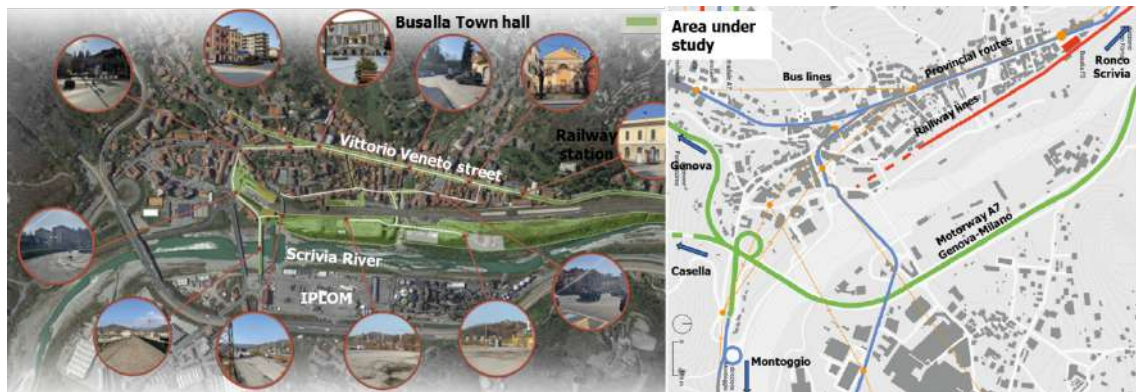 Busalla Town hall
Railway
station
Vittorio Veneto street
Scrivia River
IPLOM
Area under
study
Bus lines
Provincial routes
Ronco
Scrivia
Railway lines
Genova
Motorway A7
Genova-Milano
Casella
Montoggio